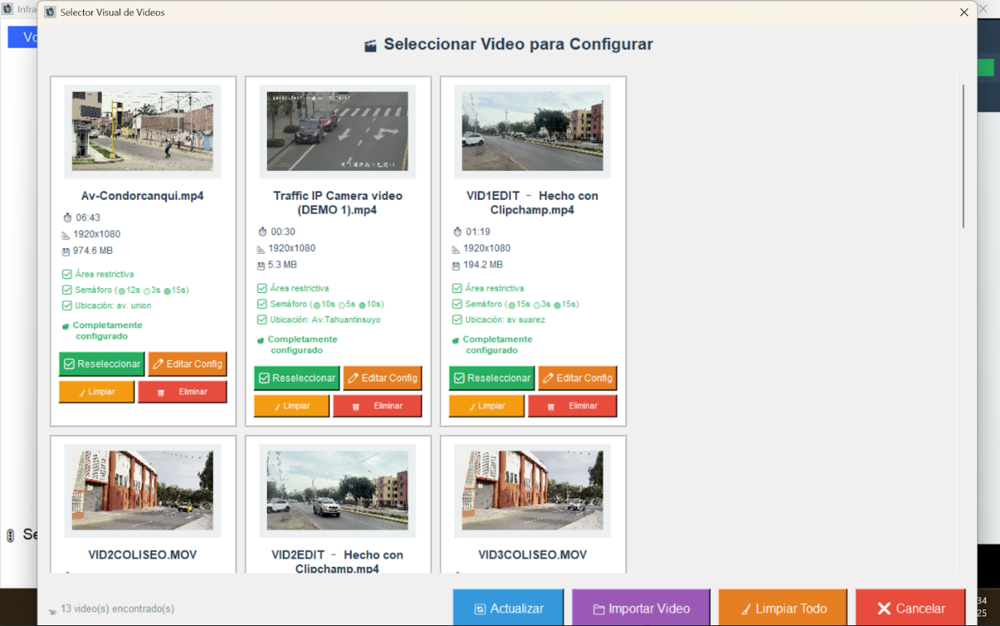 Infra
Selector Visual de Videos
Seleccionar Video para Configurar
Av-Condorcanqui.mp4
06:43
1920x1080
974.6 MB
Área restrictiva
Semáforo (12s 3s 15s)
Ubicación: av. union
Completamente
configurado
Reseleccionar Editar Config
Limpiar Eliminar
Traffic IP Camera video
(DEMO 1).mp4
00:30
1920x1080
5.3 MB
Área restrictiva
Semáforo (10s 5s 10s)
Ubicación: Av.Tahuantinsuyo
Completamente
configurado
Reseleccionar Editar Config
Limpiar Eliminar
VID1EDIT – Hecho con
Clipchamp.mp4
01:19
1920x1080
194.2 MB
Área restrictiva
Semáforo (15s 3s 15s)
Ubicación: av suarez
Completamente
configurado
Reseleccionar Editar Config
Limpiar Eliminar
VID2COLISEO.MOV
VID2EDIT – Hecho con
Clipchamp.mp4
VID3COLISEO.MOV
13 video(s) encontrado(s)
Actualizar Importar Video Limpiar Todo Cancelar